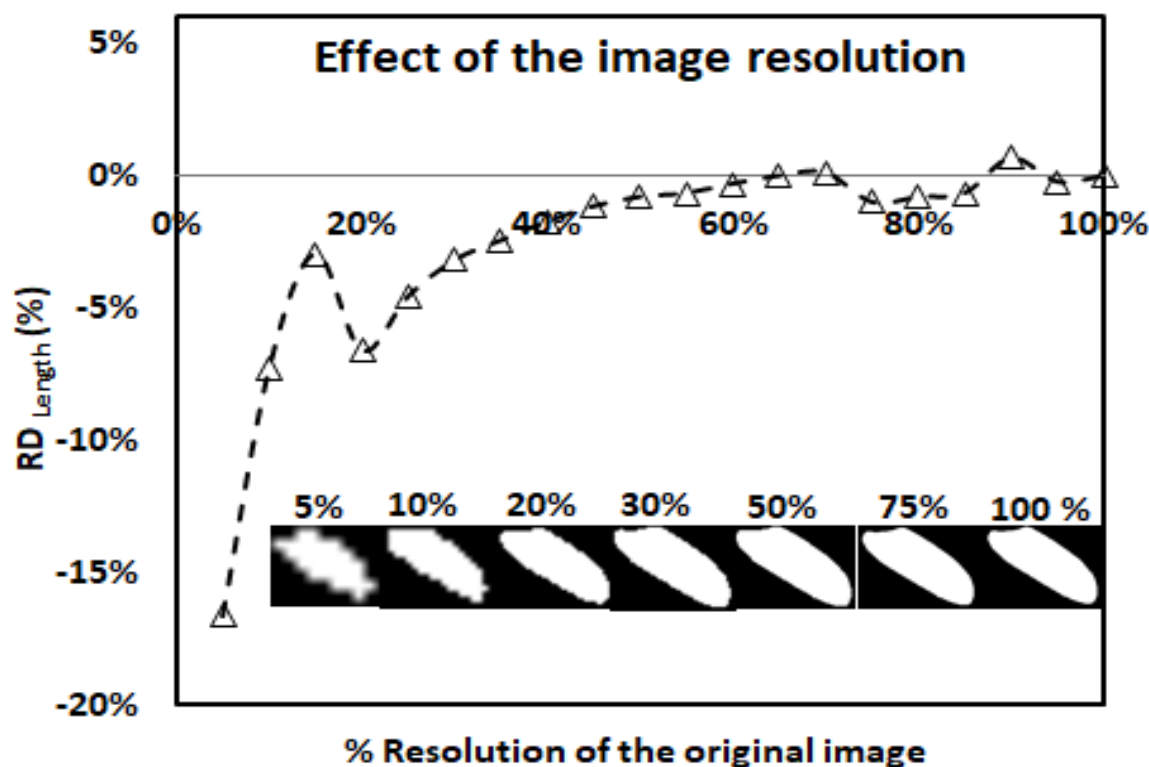 5%
Effect of the image resolution
0%
0% 20% 40% 60% 80% 100%
-5%
RD Length (%)
-10%
5% 10% 20% 30% 50% 75% 100 %
-15%
-20%
% Resolution of the original image